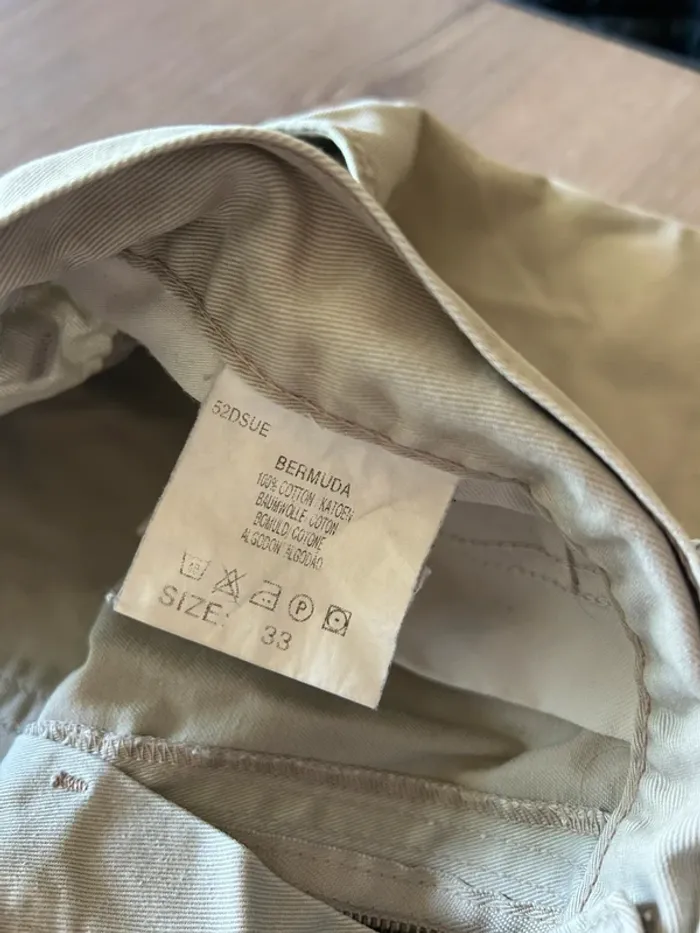 52DSUE
BERMUDA
100% COTTON KATOEN
BAUMWOLLE COTON
BOMULD COTONE
ALGODON ALGODÃO
P
SIZE: 33